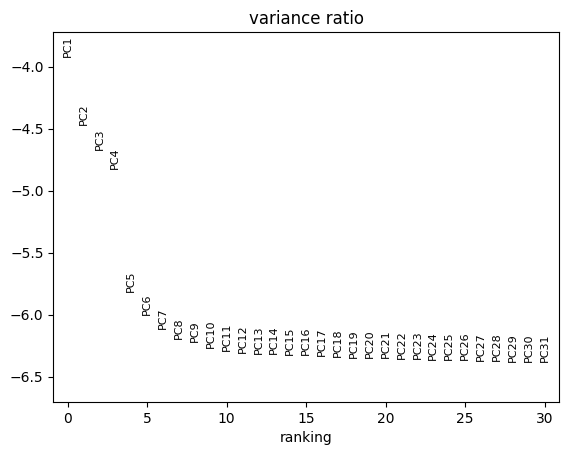 variance ratio
−4.0
−4.5
−5.0
−5.5
−6.0
−6.5
PC1
PC2
PC3
PC4
PC5
PC6
PC7
PC8
PC9
PC10
PC11
PC12
PC13
PC14
PC15
PC16
PC17
PC18
PC19
PC20
PC21
PC22
PC23
PC24
PC25
PC26
PC27
PC28
PC29
PC30
PC31
0 5 10 15 20 25 30
ranking